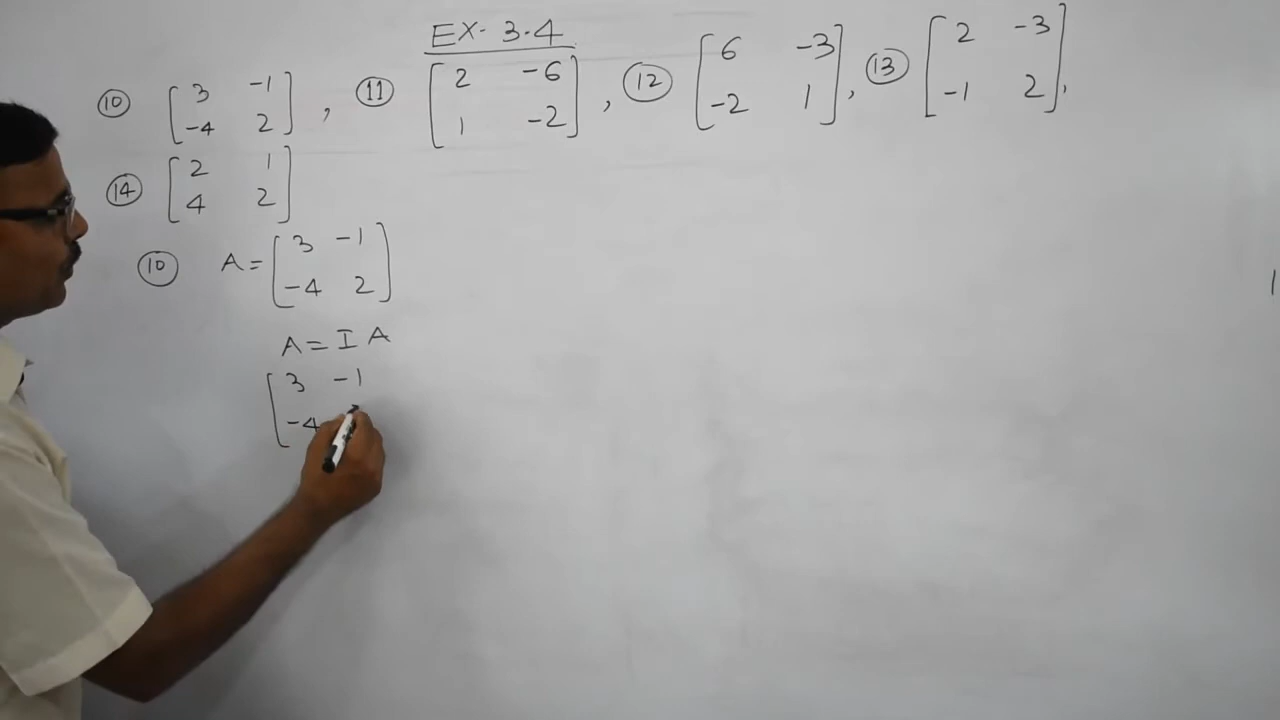 EX- 3.4
⑩ [3 -1
-4 2] , ⑪ [2 -6
1 -2] , ⑫ [6 -3
-2 1] , ⑬ [2 -3
-1 2] ,
⑭ [2 1
4 2]
⑩ A = [3 -1
-4 2]
A = I A
[3 -1
-4